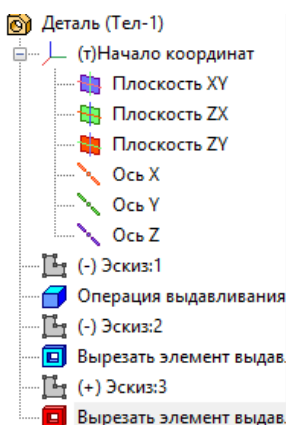 Деталь (Тел-1)
(т)Начало координат
Плоскость XY
Плоскость ZX
Плоскость ZY
Ось X
Ось Y
Ось Z
(-) Эскиз:1
Операция выдавливания
(-) Эскиз:2
Вырезать элемент выдав.
(+) Эскиз:3
Вырезать элемент выдав.